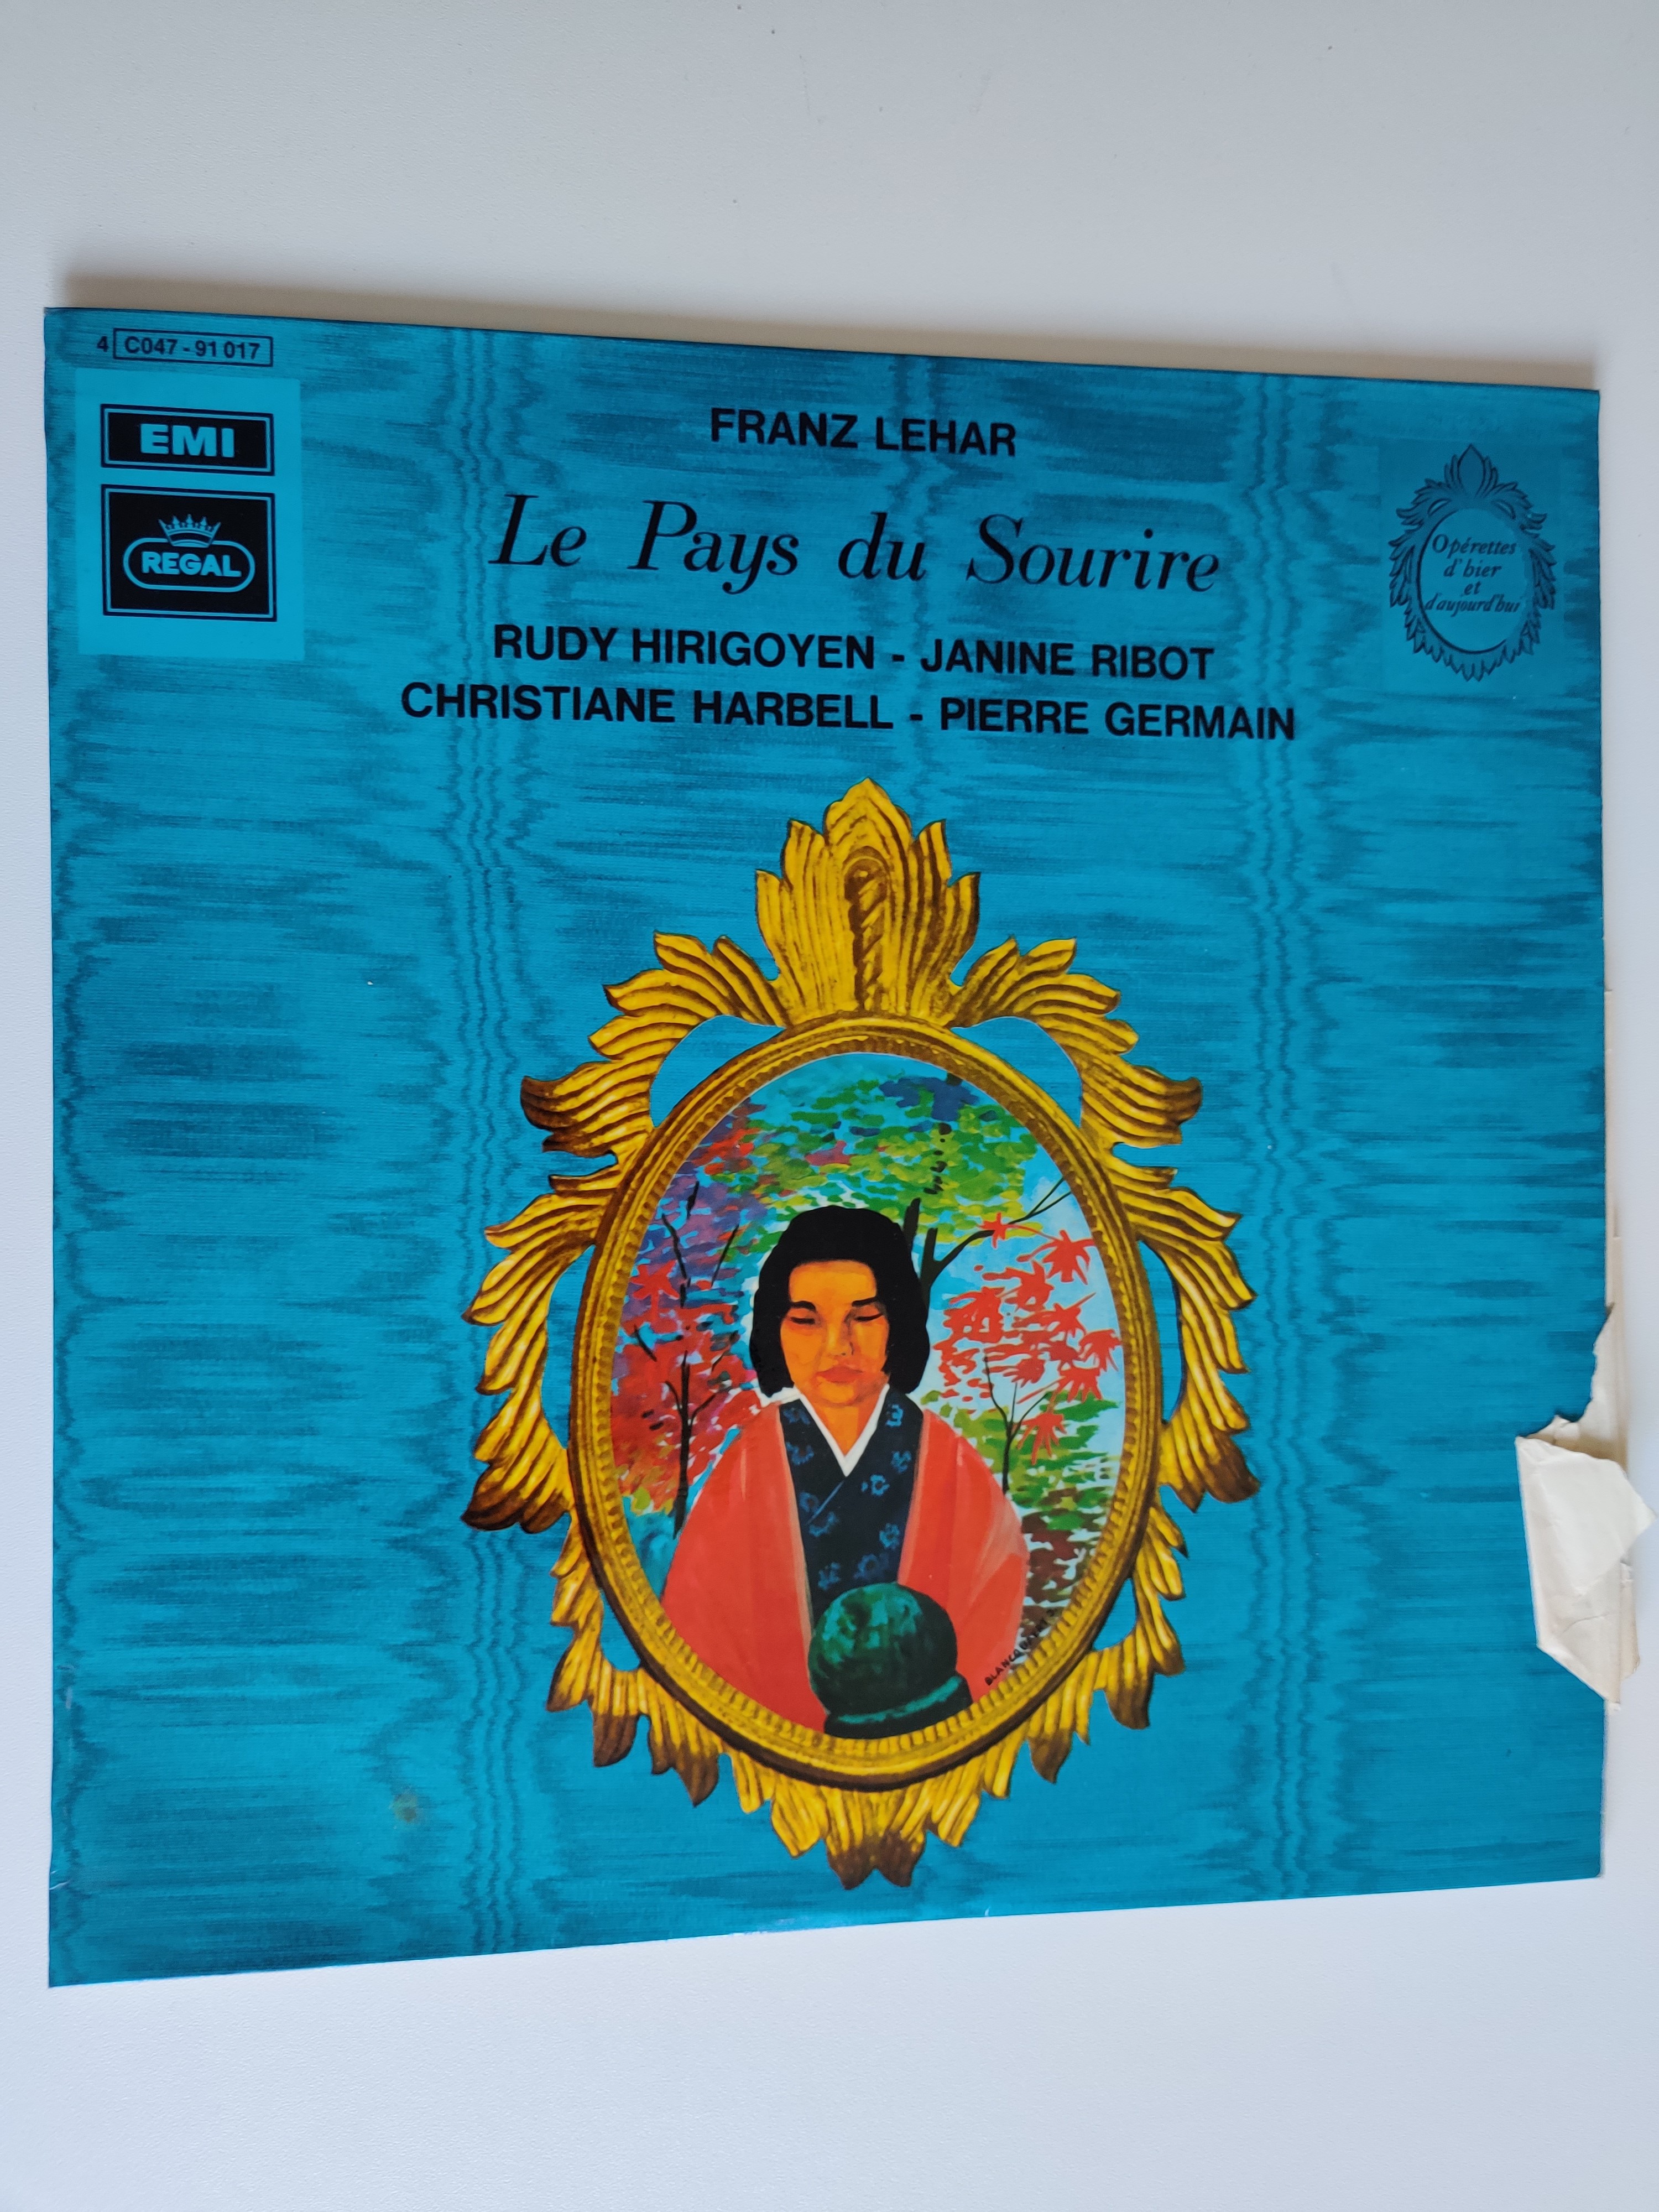 4 C047 - 91 017
EMI
REGAL
FRANZ LEHAR
Le Pays du Sourire
RUDY HIRIGOYEN - JANINE RIBOT
CHRISTIANE HARBELL - PIERRE GERMAIN
Opérettes
d'hier
et
d'aujourd'hui